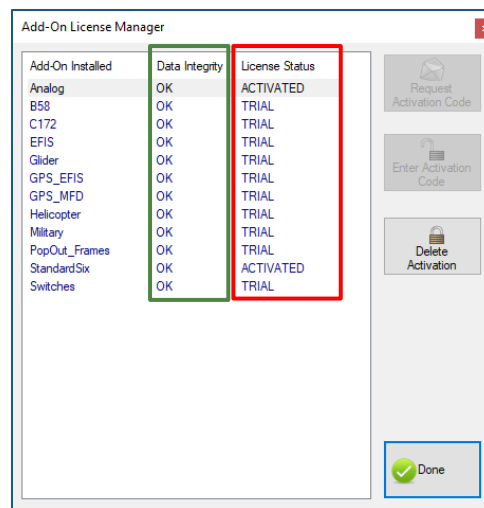 Add-On License Manager
Add-On Installed Data Integrity License Status
Analog OK ACTIVATED
B58 OK TRIAL
C172 OK TRIAL
EFIS OK TRIAL
Glider OK TRIAL
GPS_EFIS OK TRIAL
GPS_MFD OK TRIAL
Helicopter OK TRIAL
Military OK TRIAL
PopOut_Frames OK TRIAL
StandardSix OK ACTIVATED
Switches OK TRIAL
Request
Activation Code
Enter Activation
Code
Delete
Activation
Done